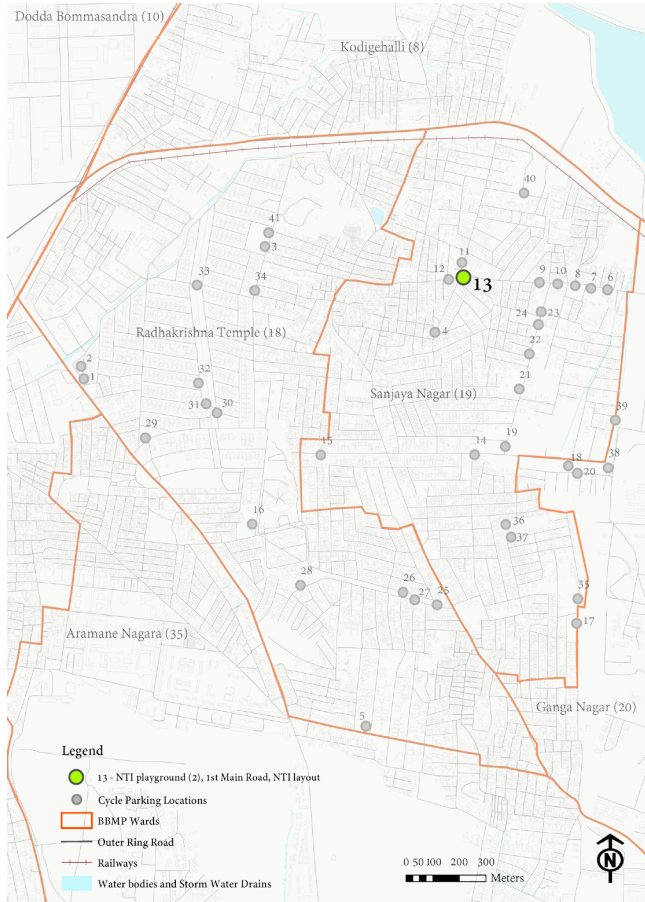 Dodda Bommasandra (10)
Kodigehalli (8)
40
41
3
11
12
13
33
34
9
10
8
7
6
24
23
Radhakrishna Temple (18)
4
22
2
1
32
Sanjaya Nagar (19)
21
31
30
29
39
15
14
19
18
20
38
16
36
37
28
26
27
25
35
17
Aramane Nagara (35)
Ganga Nagar (20)
5
Legend
13 - NTI playground (2), 1st Main Road, NTI layout
Cycle Parking Locations
BBMP Wards
Outer Ring Road
Railways
Water bodies and Storm Water Drains
0 50 100 200 300
Meters
N